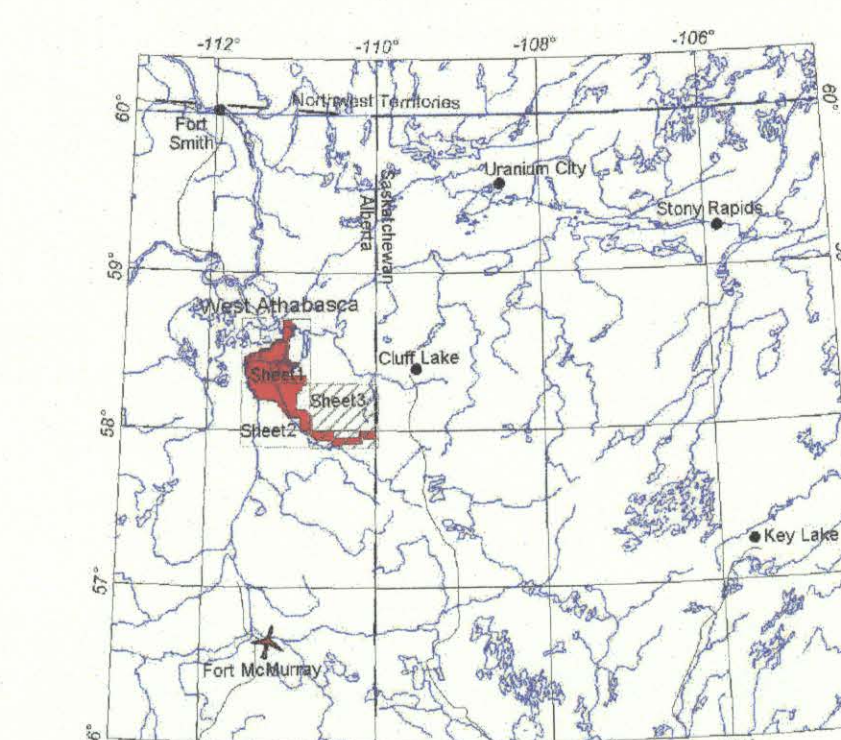 -112°
-110°
-108°
-106°
60°
Northwest Territories
60°
Fort
Smith
Uranium City
Stony Rapids
Saskatchewan
Alberta
59°
West Athabasca
Cluff Lake
Sheet1
Sheet3
58°
Sheet2
Key Lake
57°
Fort McMurray